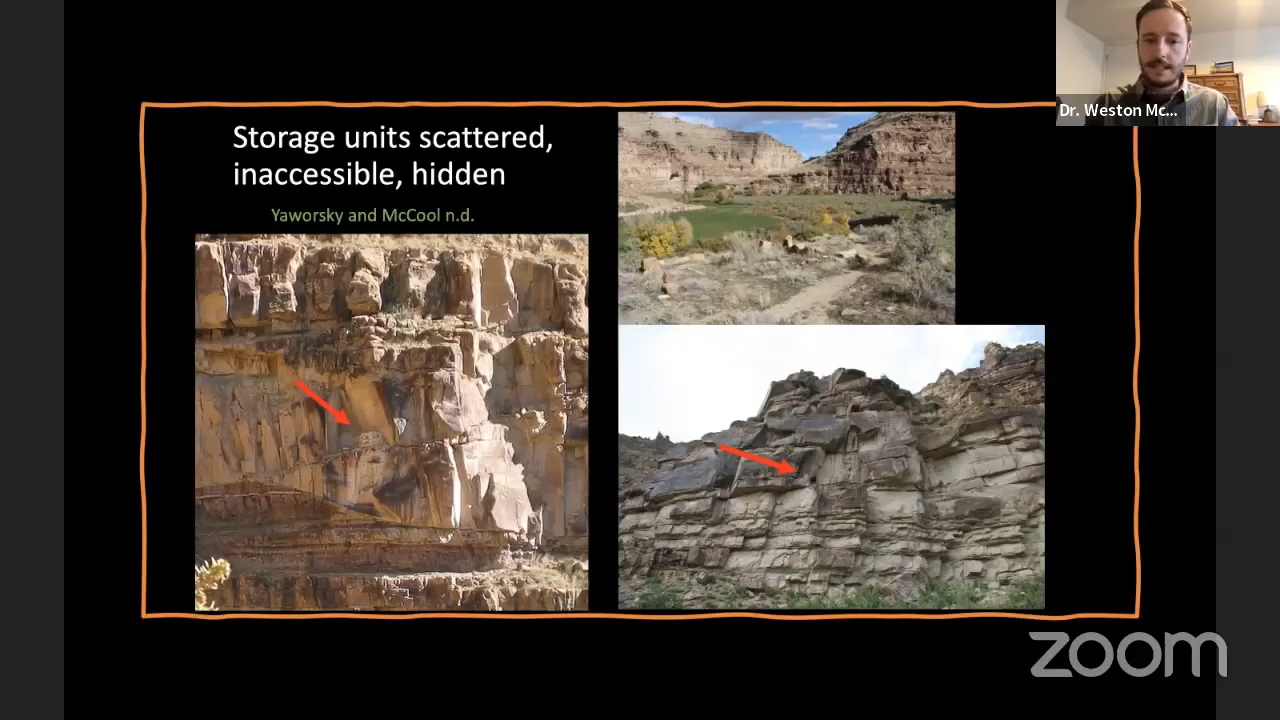 Dr. Weston Mc...
Storage units scattered,
inaccessible, hidden
Yaworsky and McCool n.d.
zoom